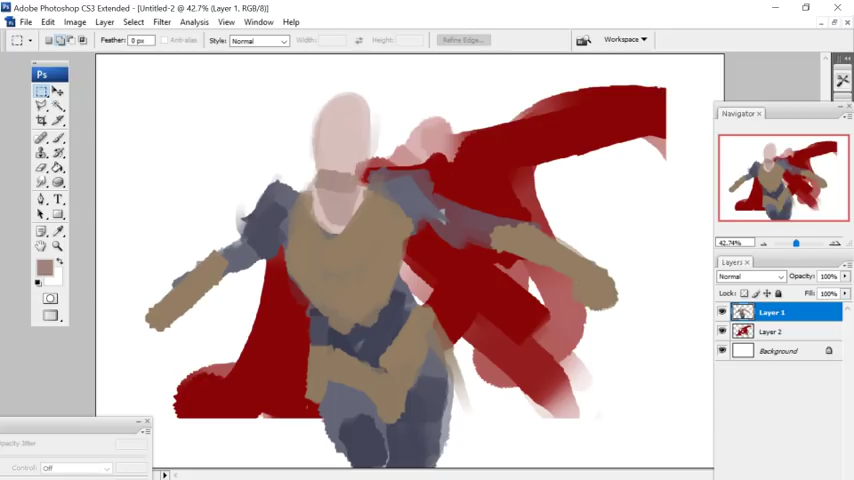 Adobe Photoshop CS3 Extended - [Untitled-2 @ 42.7% (Layer 1, RGB/8)]
File Edit Image Layer Select Filter Analysis View Window Help
Feather: 0 px Anti-alias Style: Normal Width: Height: Refine Edge... Workspace
Ps
Navigator
42.74%
Layers
Normal Opacity: 100%
Lock: Fill: 100%
Layer 1
Layer 2
Background
Opacity Jitter
Control: Off